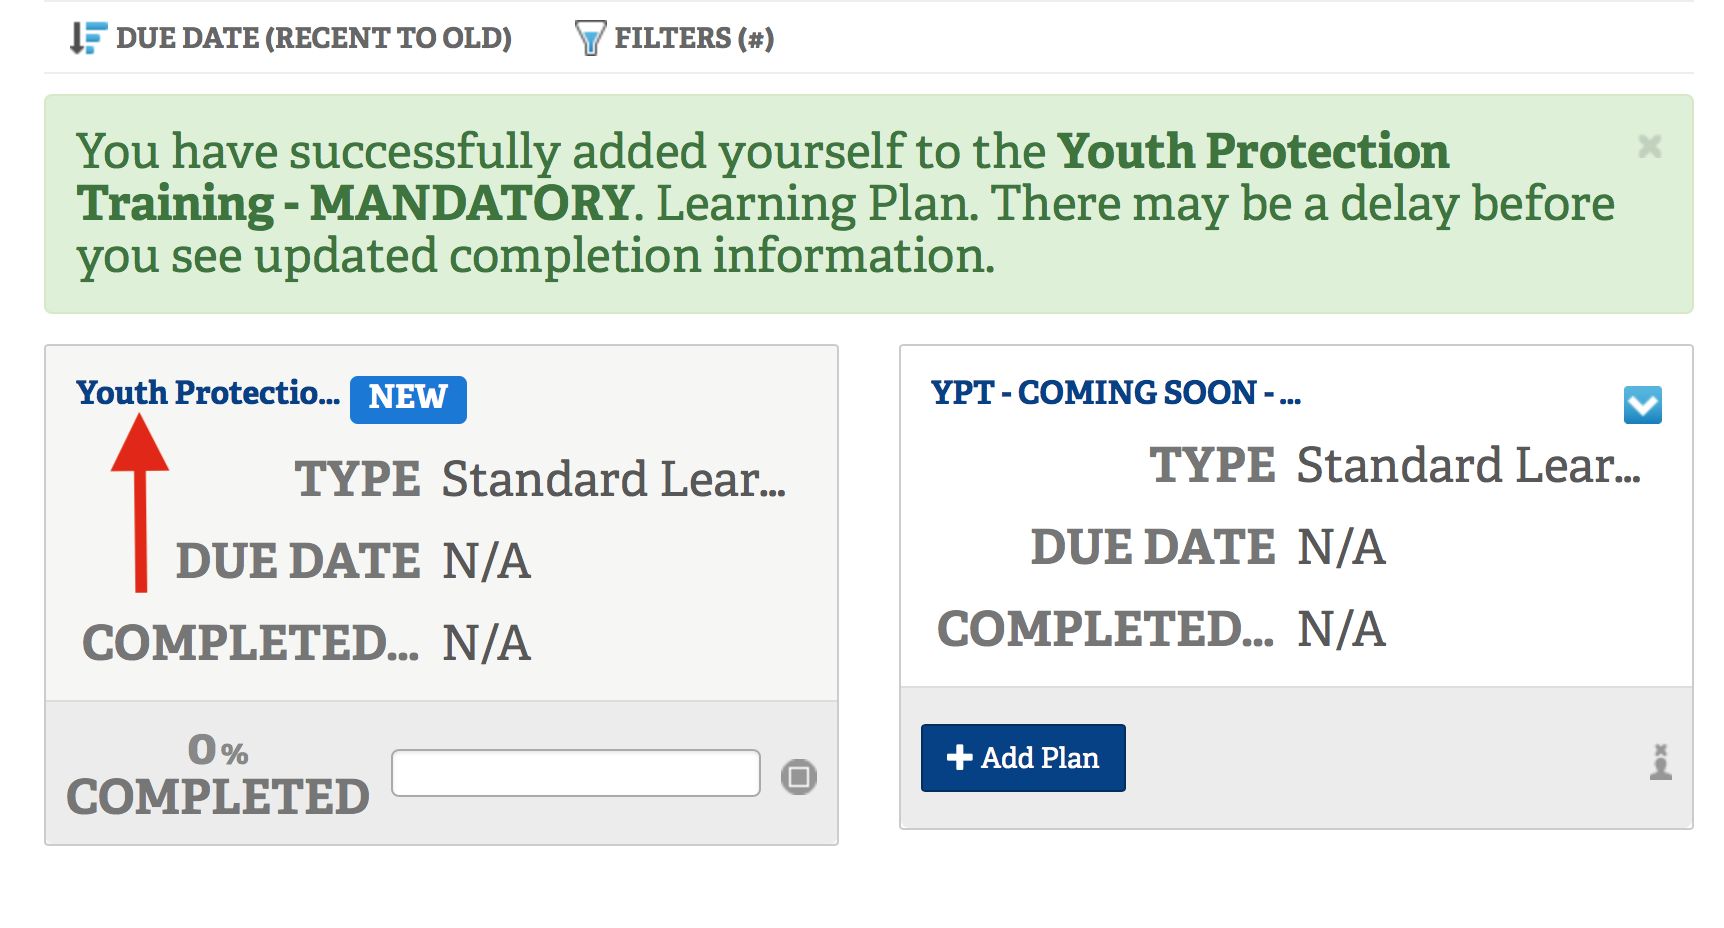 DUE DATE (RECENT TO OLD) FILTERS (#)
You have successfully added yourself to the Youth Protection
Training - MANDATORY. Learning Plan. There may be a delay before
you see updated completion information.
Youth Protectio... NEW
TYPE Standard Lear...
DUE DATE N/A
COMPLETED... N/A
0% 
COMPLETED
YPT - COMING SOON - ...
TYPE Standard Lear...
DUE DATE N/A
COMPLETED... N/A
Add Plan